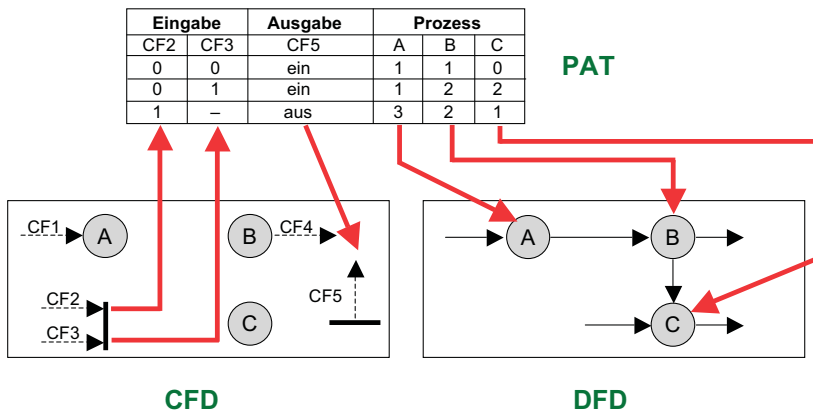 Eingabe Ausgabe Prozess
CF2 CF3 CF5 A B C
0 0 ein 1 1 0
0 1 ein 1 2 2
1 – aus 3 2 1
PAT
CF1 A B CF4
CF2 CF5
CF3 C
A B
C
CFD DFD